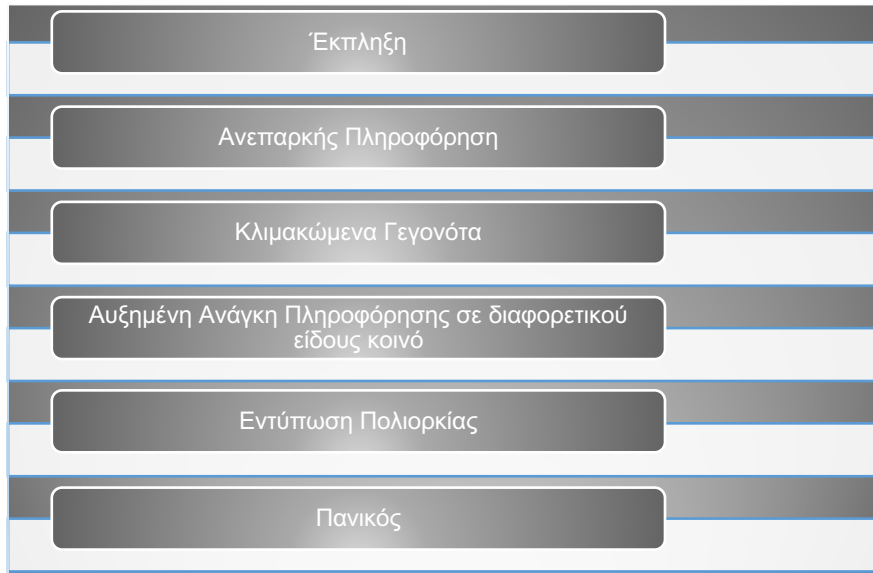 Έκπληξη
Ανεπαρκής Πληροφόρηση
Κλιμακώμενα Γεγονότα
Αυξημένη Ανάγκη Πληροφόρησης σε διαφορετικού
είδους κοινό
Εντύπωση Πολιορκίας
Πανικός